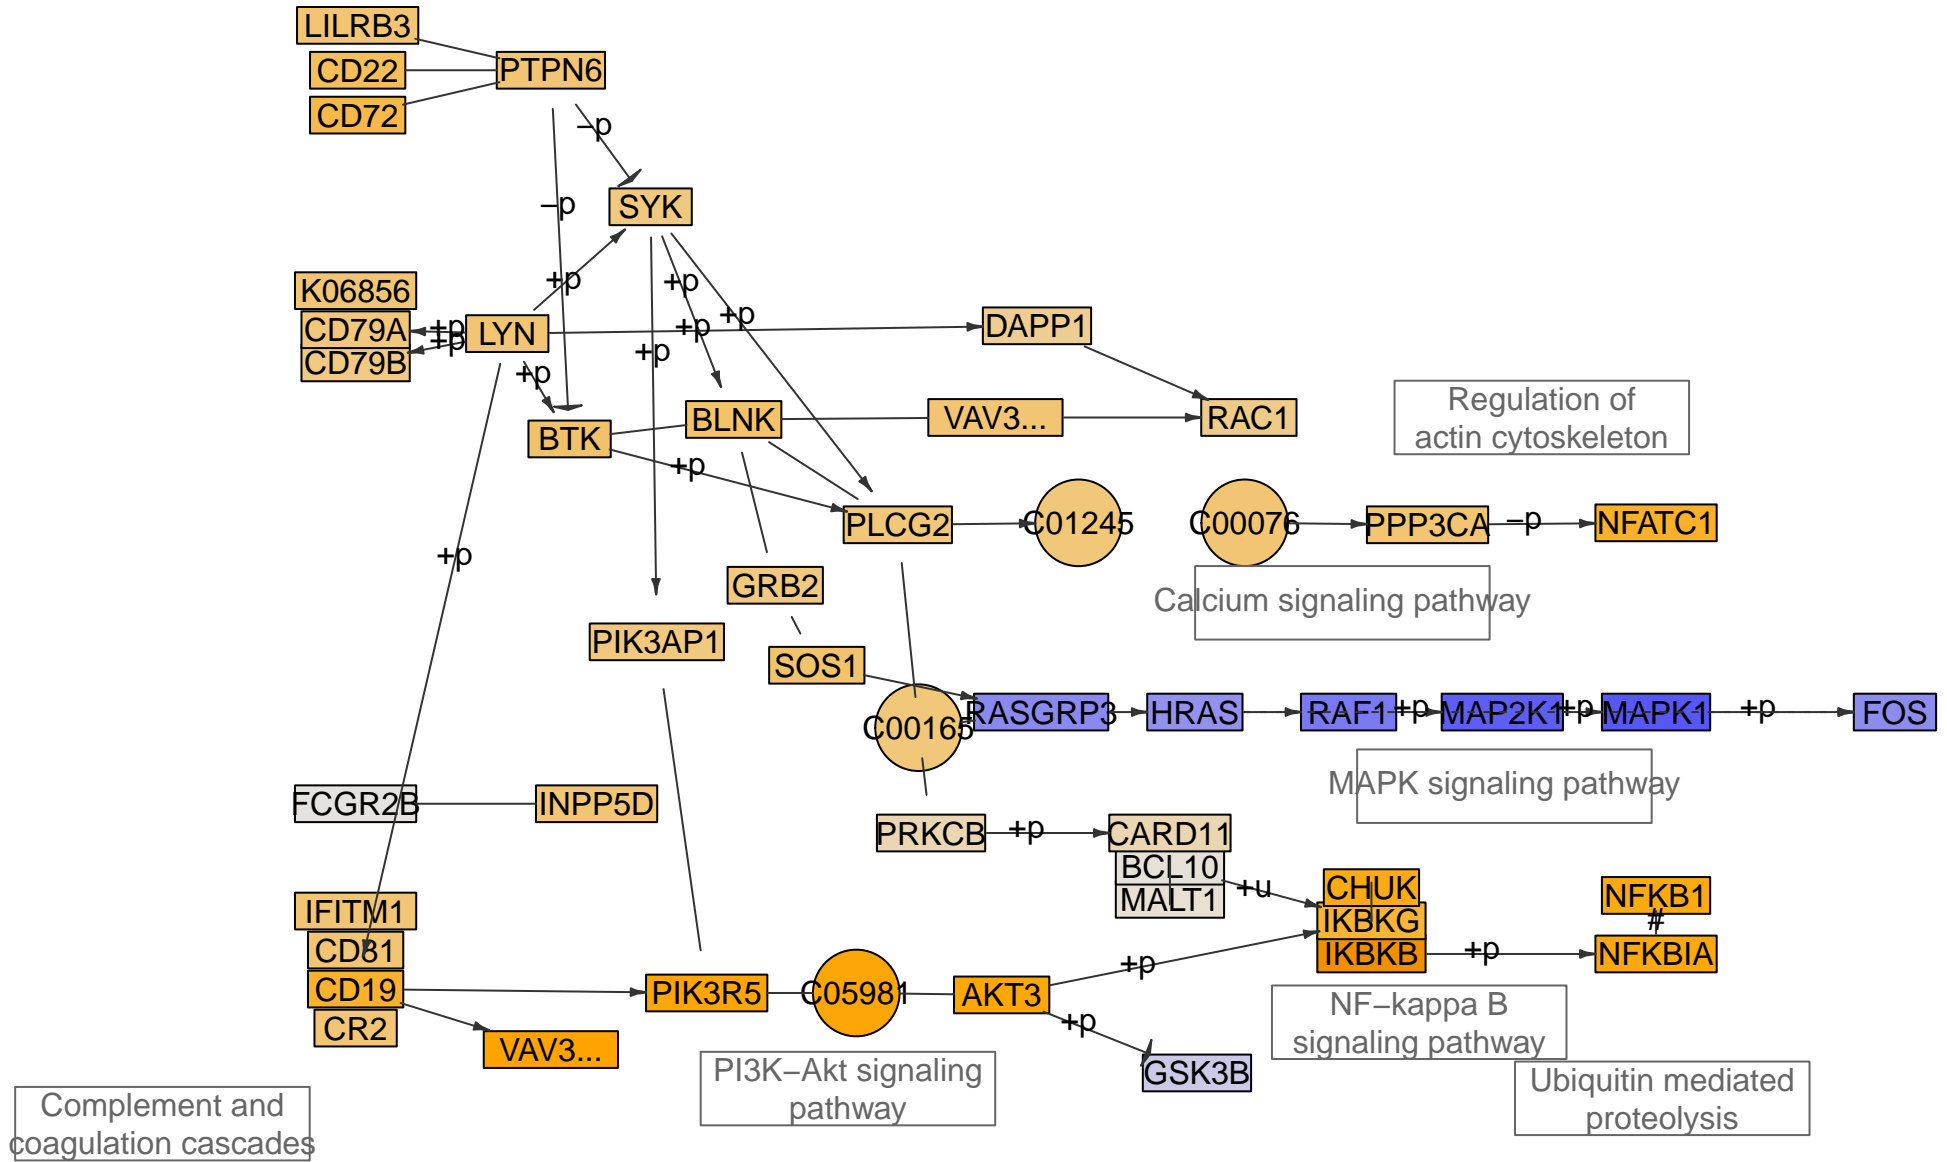 LILRB3
CD22
PTPN6
CD72
–p
SYK
–p
+p
+p
K06856
+p
CD79A
+p
LYN
+p
DAPP1
+p
CD79B
+p
+p
BLNK
VAV3...
RAC1
Regulation of
actin cytoskeleton
BTK
+p
PLCG2
C01245
C00076
PPP3CA
–p
NFATC1
+p
GRB2
Calcium signaling pathway
PIK3AP1
SOS1
C00165
RASGRP3
HRAS
RAF1
+p
MAP2K1
+p
MAPK1
+p
FOS
MAPK signaling pathway
FCGR2B
INPP5D
PRKCB
+p
CARD11
BCL10
MALT1
+u
CHUK
IKBKG
IKBKB
+p
NFKB1
#
NFKBIA
IFITM1
CD81
CD19
CR2
VAV3...
PIK3R5
C05981
AKT3
+p
+p
GSK3B
NF–kappa B
signaling pathway
PI3K–Akt signaling
pathway
Ubiquitin mediated
proteolysis
Complement and
coagulation cascades